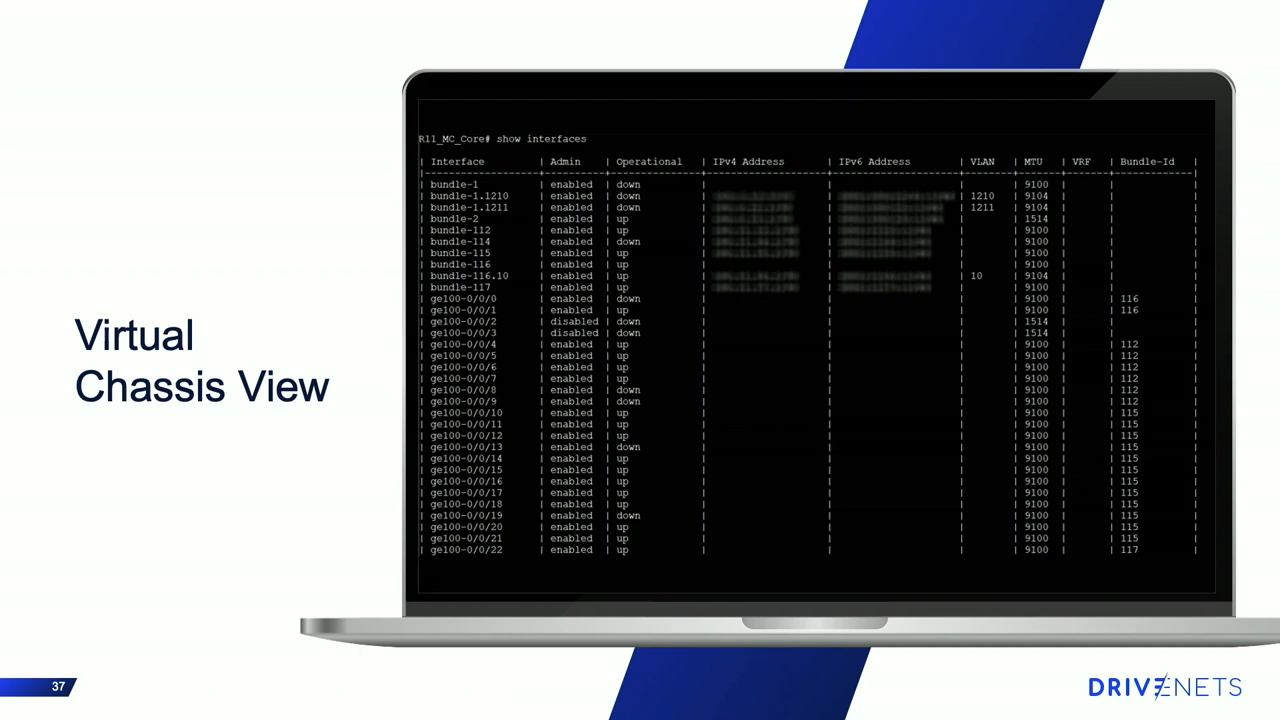 Virtual
Chassis View
R11_MC_Core# show interfaces
| Interface | Admin | Operational | IPv4 Address | IPv6 Address | VLAN | MTU | VRF | Bundle-Id |
| bundle-1 | enabled | down | | | | 9100 | | |
| bundle-1.1210 | enabled | down | | | 1210 | 9104 | | |
| bundle-1.1211 | enabled | down | | | 1211 | 9104 | | |
| bundle-2 | enabled | up | | | | 1514 | | |
| bundle-112 | enabled | up | | | | 9100 | | |
| bundle-114 | enabled | down | | | | 9100 | | |
| bundle-115 | enabled | up | | | | 9100 | | |
| bundle-116 | enabled | up | | | | 9100 | | |
| bundle-116.10 | enabled | up | | | 10 | 9104 | | |
| bundle-117 | enabled | up | | | | 9100 | | |
| ge100-0/0/0 | enabled | down | | | | 9100 | | 116 |
| ge100-0/0/1 | enabled | up | | | | 9100 | | 116 |
| ge100-0/0/2 | disabled | down | | | | 1514 | | |
| ge100-0/0/3 | disabled | down | | | | 1514 | | |
| ge100-0/0/4 | enabled | up | | | | 9100 | | 112 |
| ge100-0/0/5 | enabled | up | | | | 9100 | | 112 |
| ge100-0/0/6 | enabled | up | | | | 9100 | | 112 |
| ge100-0/0/7 | enabled | up | | | | 9100 | | 112 |
| ge100-0/0/8 | enabled | down | | | | 9100 | | 112 |
| ge100-0/0/9 | enabled | down | | | | 9100 | | 112 |
| ge100-0/0/10 | enabled | up | | | | 9100 | | 115 |
| ge100-0/0/11 | enabled | up | | | | 9100 | | 115 |
| ge100-0/0/12 | enabled | up | | | | 9100 | | 115 |
| ge100-0/0/13 | enabled | down | | | | 9100 | | 115 |
| ge100-0/0/14 | enabled | up | | | | 9100 | | 115 |
| ge100-0/0/15 | enabled | up | | | | 9100 | | 115 |
| ge100-0/0/16 | enabled | up | | | | 9100 | | 115 |
| ge100-0/0/17 | enabled | up | | | | 9100 | | 115 |
| ge100-0/0/18 | enabled | up | | | | 9100 | | 115 |
| ge100-0/0/19 | enabled | down | | | | 9100 | | 115 |
| ge100-0/0/20 | enabled | up | | | | 9100 | | 115 |
| ge100-0/0/21 | enabled | up | | | | 9100 | | 115 |
| ge100-0/0/22 | enabled | up | | | | 9100 | | 117 |
37
DRIVENETS